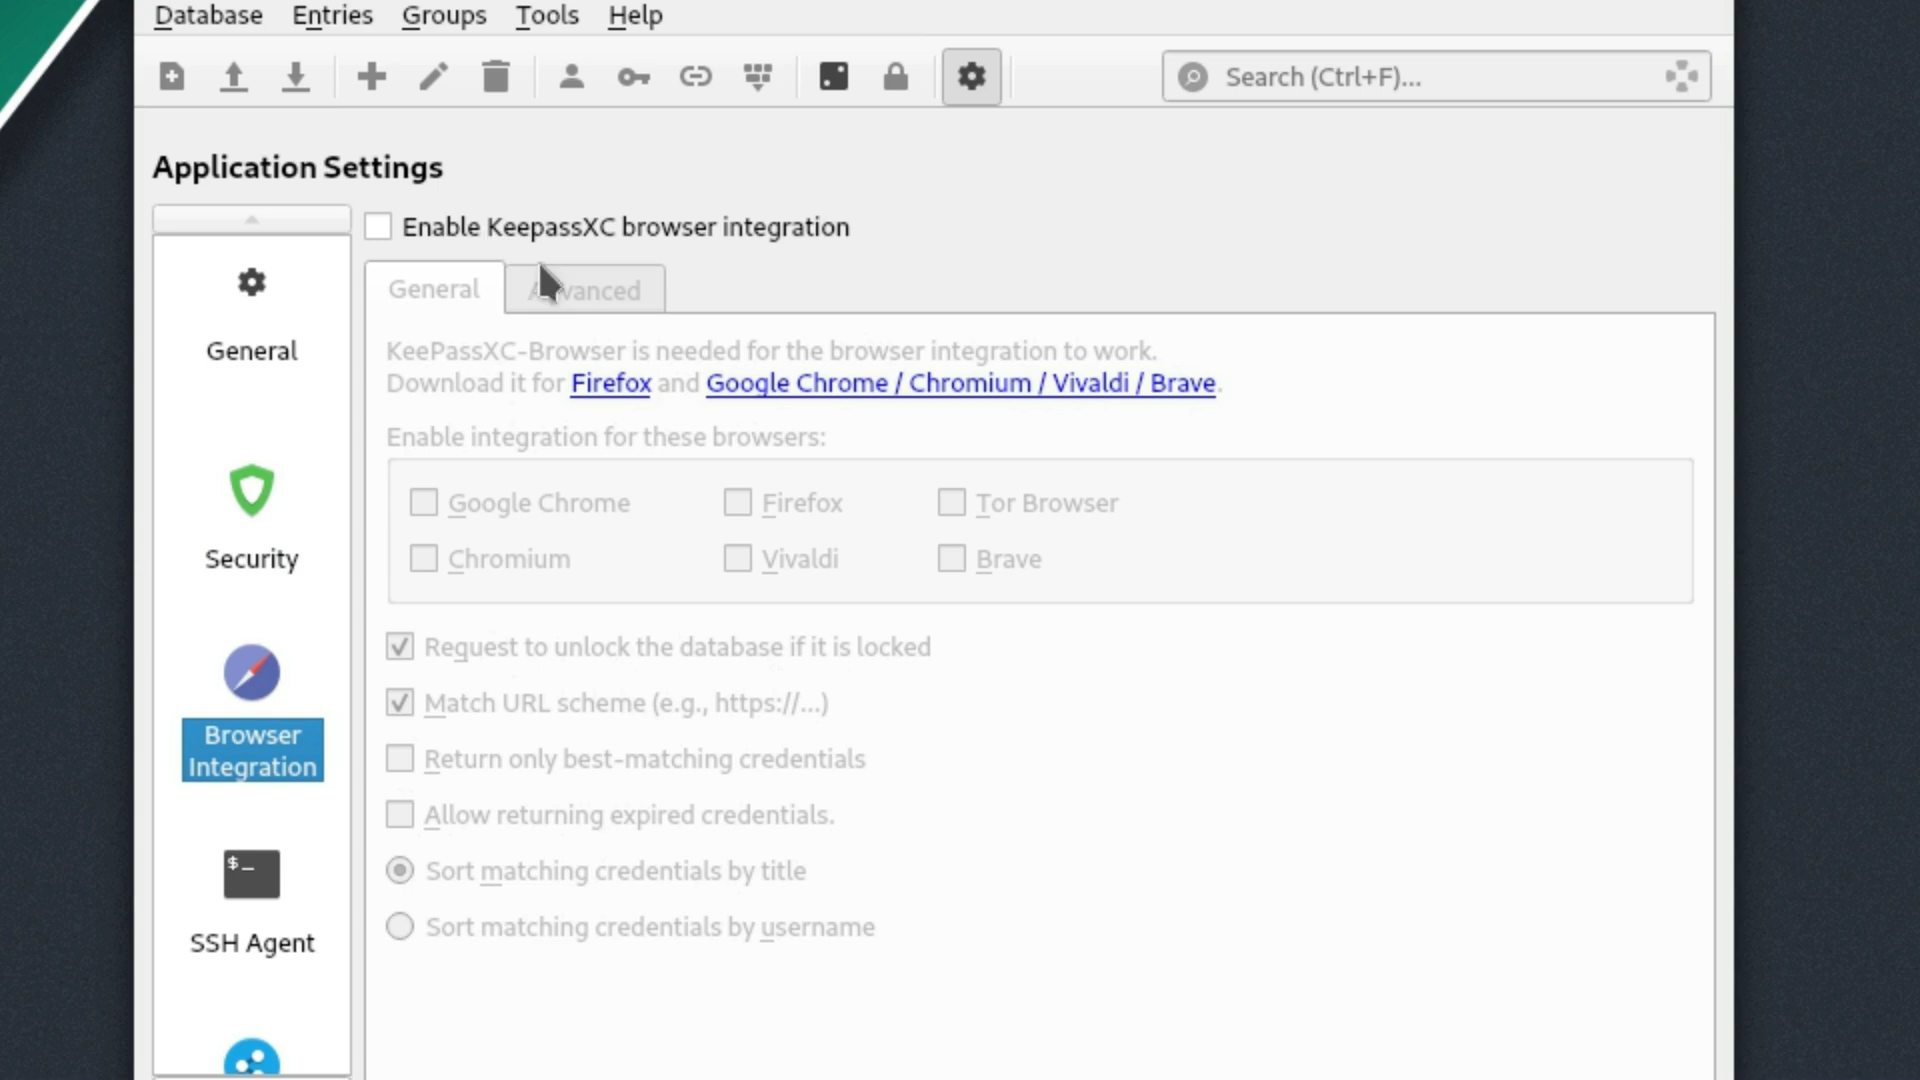 Database Entries Groups Tools Help
Search (Ctrl+F)...
Application Settings
Enable KeepassXC browser integration
General
General
KeePassXC-Browser is needed for the browser integration to work.
Download it for Firefox and Google Chrome / Chromium / Vivaldi / Brave.
Enable integration for these browsers:
Google Chrome Firefox Tor Browser
Chromium Vivaldi Brave
Security
Request to unlock the database if it is locked
Match URL scheme (e.g., https://...)
Browser
Integration
Return only best-matching credentials
Allow returning expired credentials.
$_
Sort matching credentials by title
Sort matching credentials by username
SSH Agent